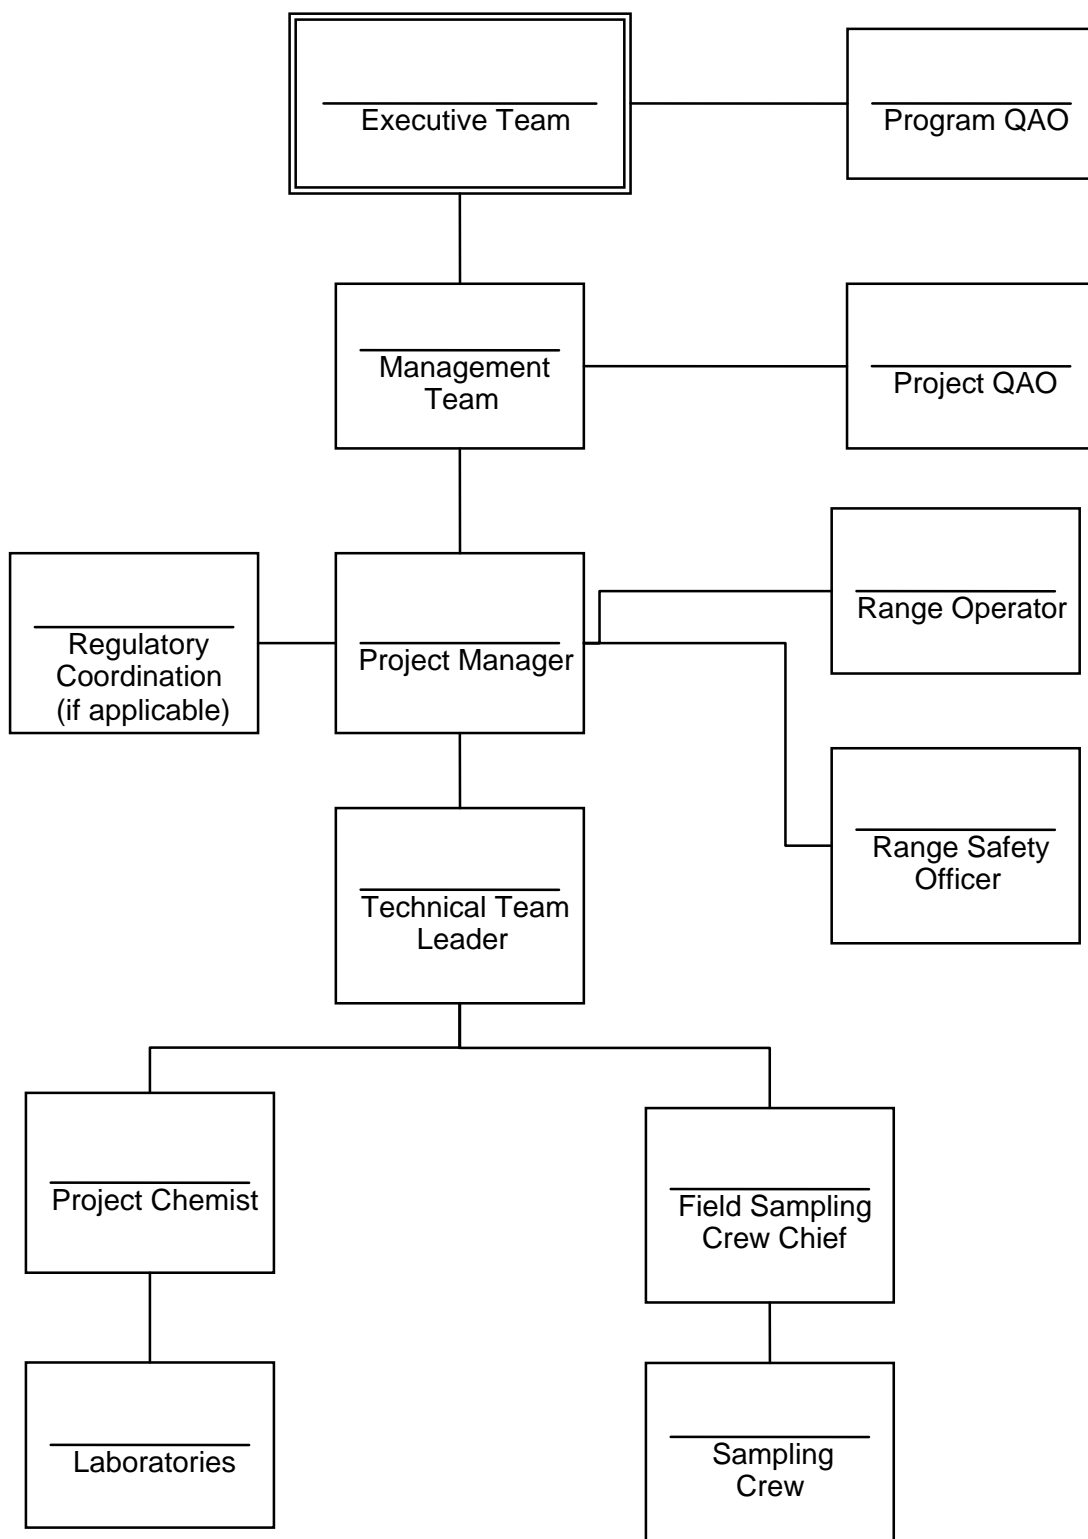 Executive Team
Program QAO
Management
Team
Project QAO
Regulatory
Coordination
(if applicable)
Project Manager
Range Operator
Range Safety
Officer
Technical Team
Leader
Project Chemist
Field Sampling
Crew Chief
Laboratories
Sampling
Crew